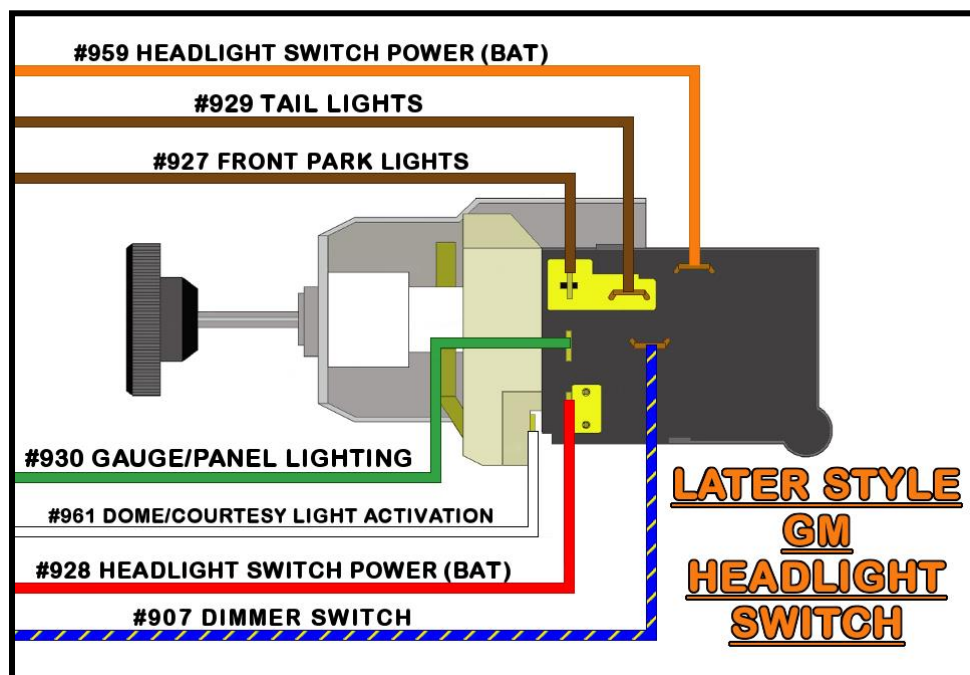 #959 HEADLIGHT SWITCH POWER (BAT)
#929 TAIL LIGHTS
#927 FRONT PARK LIGHTS
#930 GAUGE/PANEL LIGHTING
#961 DOME/COURTESY LIGHT ACTIVATION
#928 HEADLIGHT SWITCH POWER (BAT)
#907 DIMMER SWITCH
LATER STYLE
GM
HEADLIGHT
SWITCH